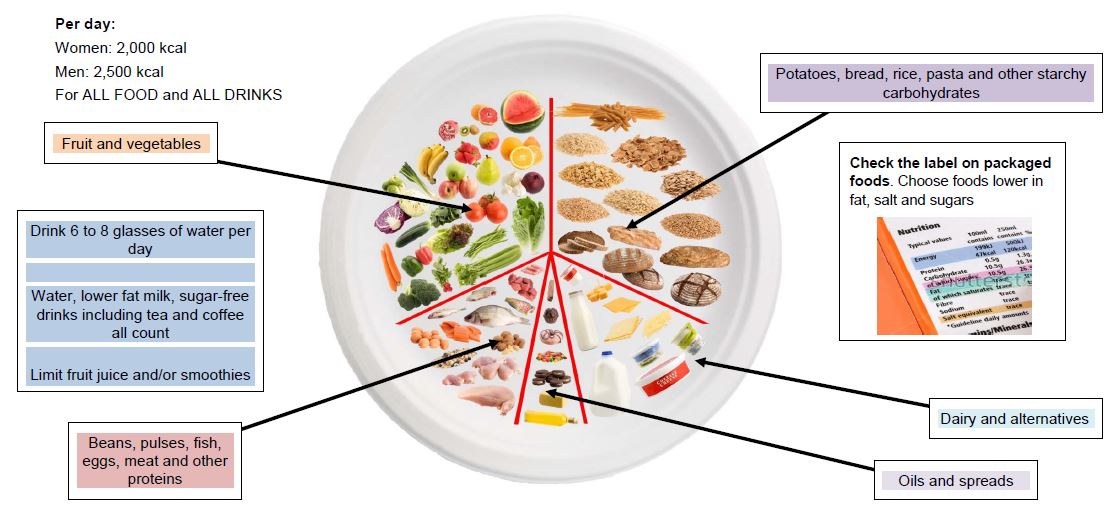 Per day:
Women: 2,000 kcal
Men: 2,500 kcal
For ALL FOOD and ALL DRINKS
Potatoes, bread, rice, pasta and other starchy
carbohydrates
Fruit and vegetables
Check the label on packaged
foods. Choose foods lower in
fat, salt and sugars
Drink 6 to 8 glasses of water per
day
Water, lower fat milk, sugar-free
drinks including tea and coffee
all count
Limit fruit juice and/or smoothies
Nutrition
Typical values
100ml
contains
250ml
contains
Energy
199kJ
47kcal
500kJ
120kcal
Protein
0.5g
1.3g
Carbohydrate
10.5g
26.3
of which sugars
10.5g
26.3
Fat
trace
of which saturates
trace
Fibre
trace
Sodium
trace
Salt equivalent
trace
*Guideline daily amounts
Beans, pulses, fish,
eggs, meat and other
proteins
Dairy and alternatives
Oils and spreads